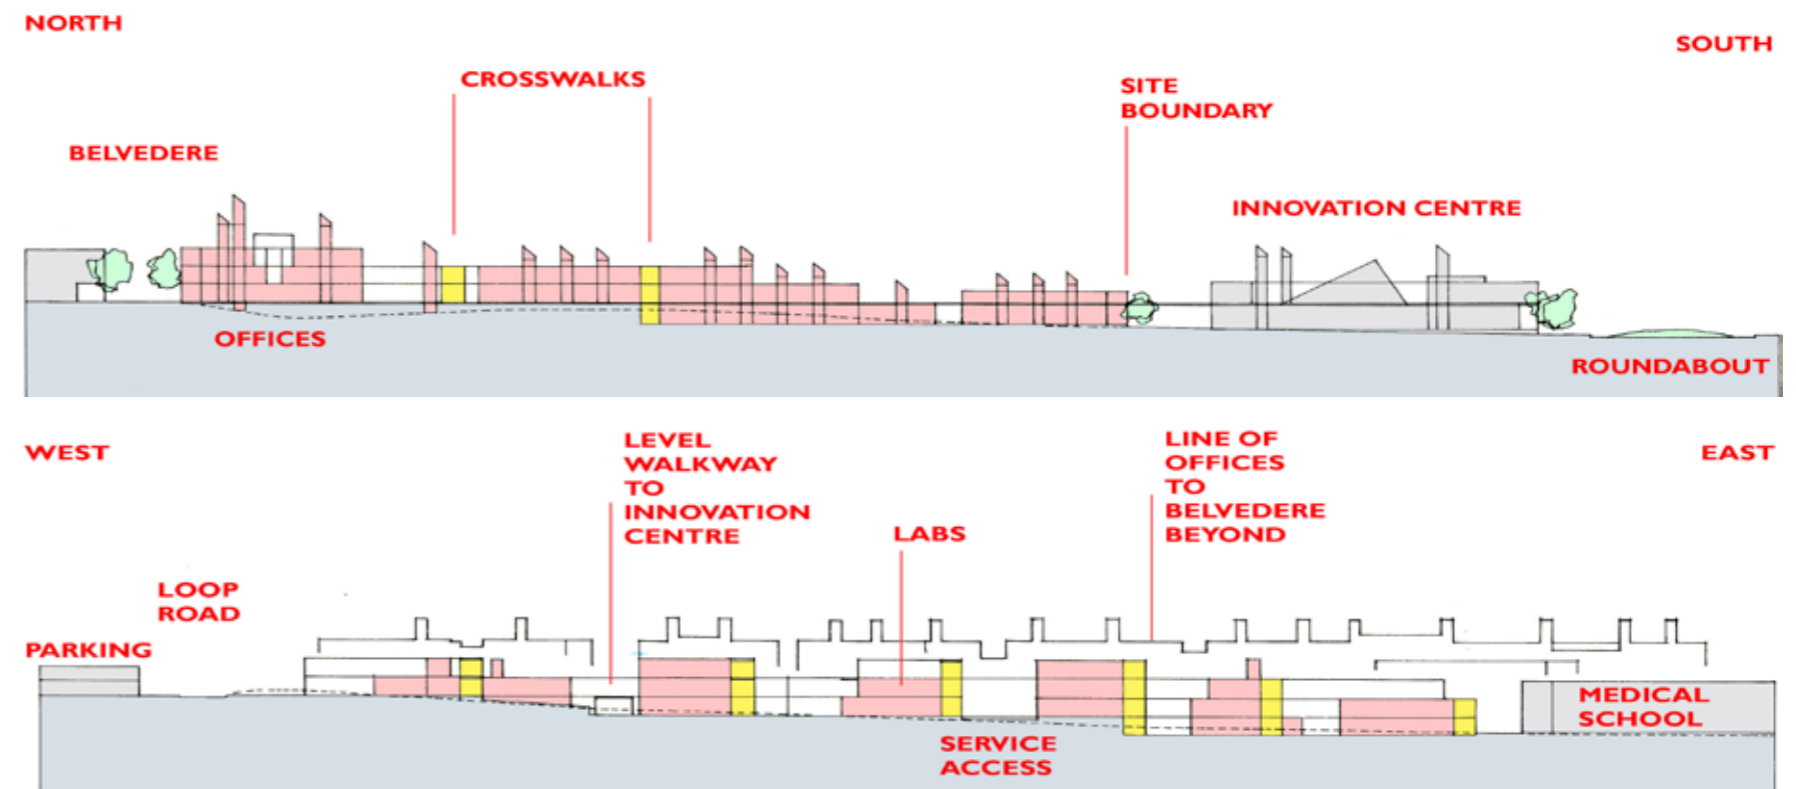 NORTH
SOUTH
CROSSWALKS
SITE
BOUNDARY
BELVEDERE
INNOVATION CENTRE
OFFICES
ROUNDABOUT
WEST
EAST
LEVEL
WALKWAY
TO
INNOVATION
CENTRE
LINE OF
OFFICES
TO
BELVEDERE
BEYOND
LABS
LOOP
ROAD
PARKING
MEDICAL
SCHOOL
SERVICE
ACCESS